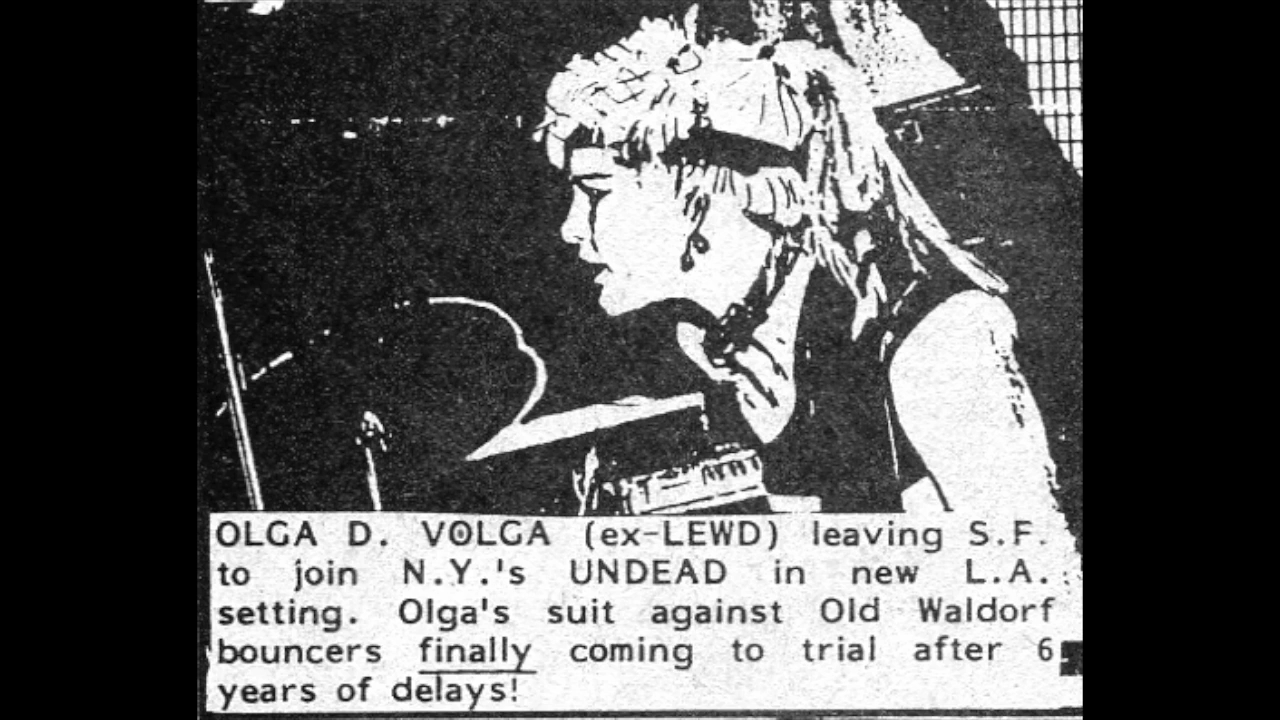 OLGA D. VOLGA (ex-LEWD) leaving S.F.
to join N.Y.'s UNDEAD in new L.A.
setting. Olga's suit against Old Waldorf
bouncers finally coming to trial after 6
years of delays!